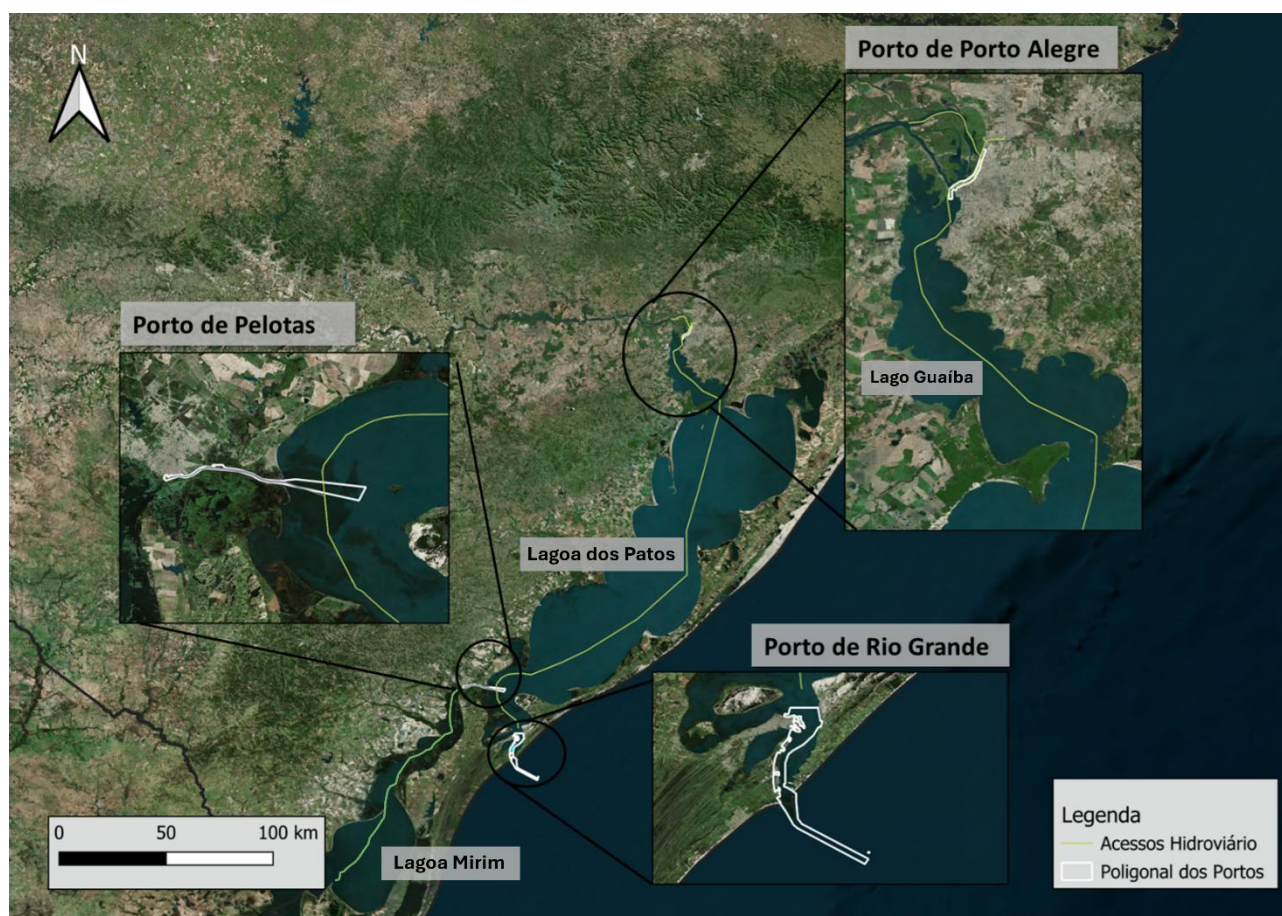 N
Porto de Porto Alegre
Porto de Pelotas
Lago Guaíba
Lagoa dos Patos
Porto de Rio Grande
Lagoa Mirim
0 50 100 km
Legenda
Acessos Hidroviário
Poligonal dos Portos